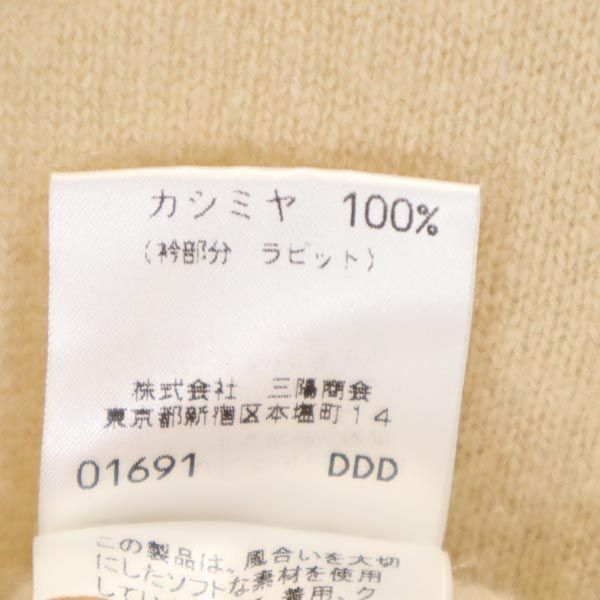 カシミヤ 100%
(衿部分 ラビット)
株式会社 三陽商会
東京都新宿区本塩町14
01691 DDD
この製品は、風合いを大切
にしたソフトな素材を使用
してい 着用、ク